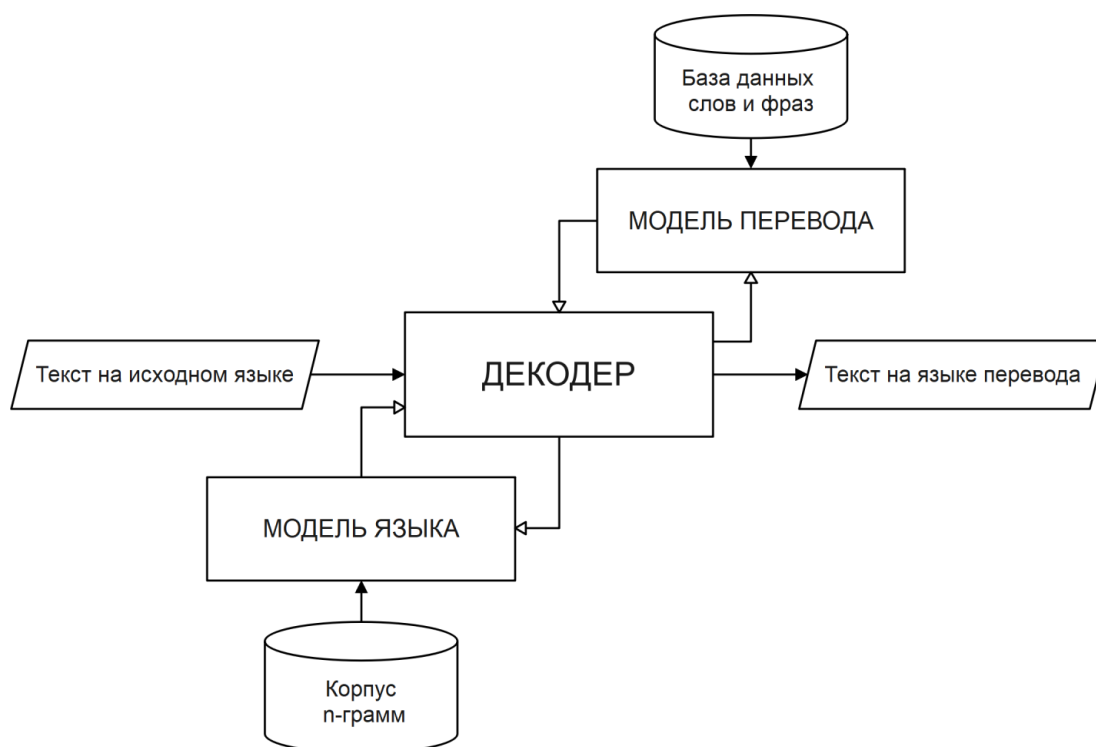 База данных
слов и фраз
МОДЕЛЬ ПЕРЕВОДА
ДЕКОДЕР
Текст на исходном языке
Текст на языке перевода
МОДЕЛЬ ЯЗЫКА
Корпус
n-грамм